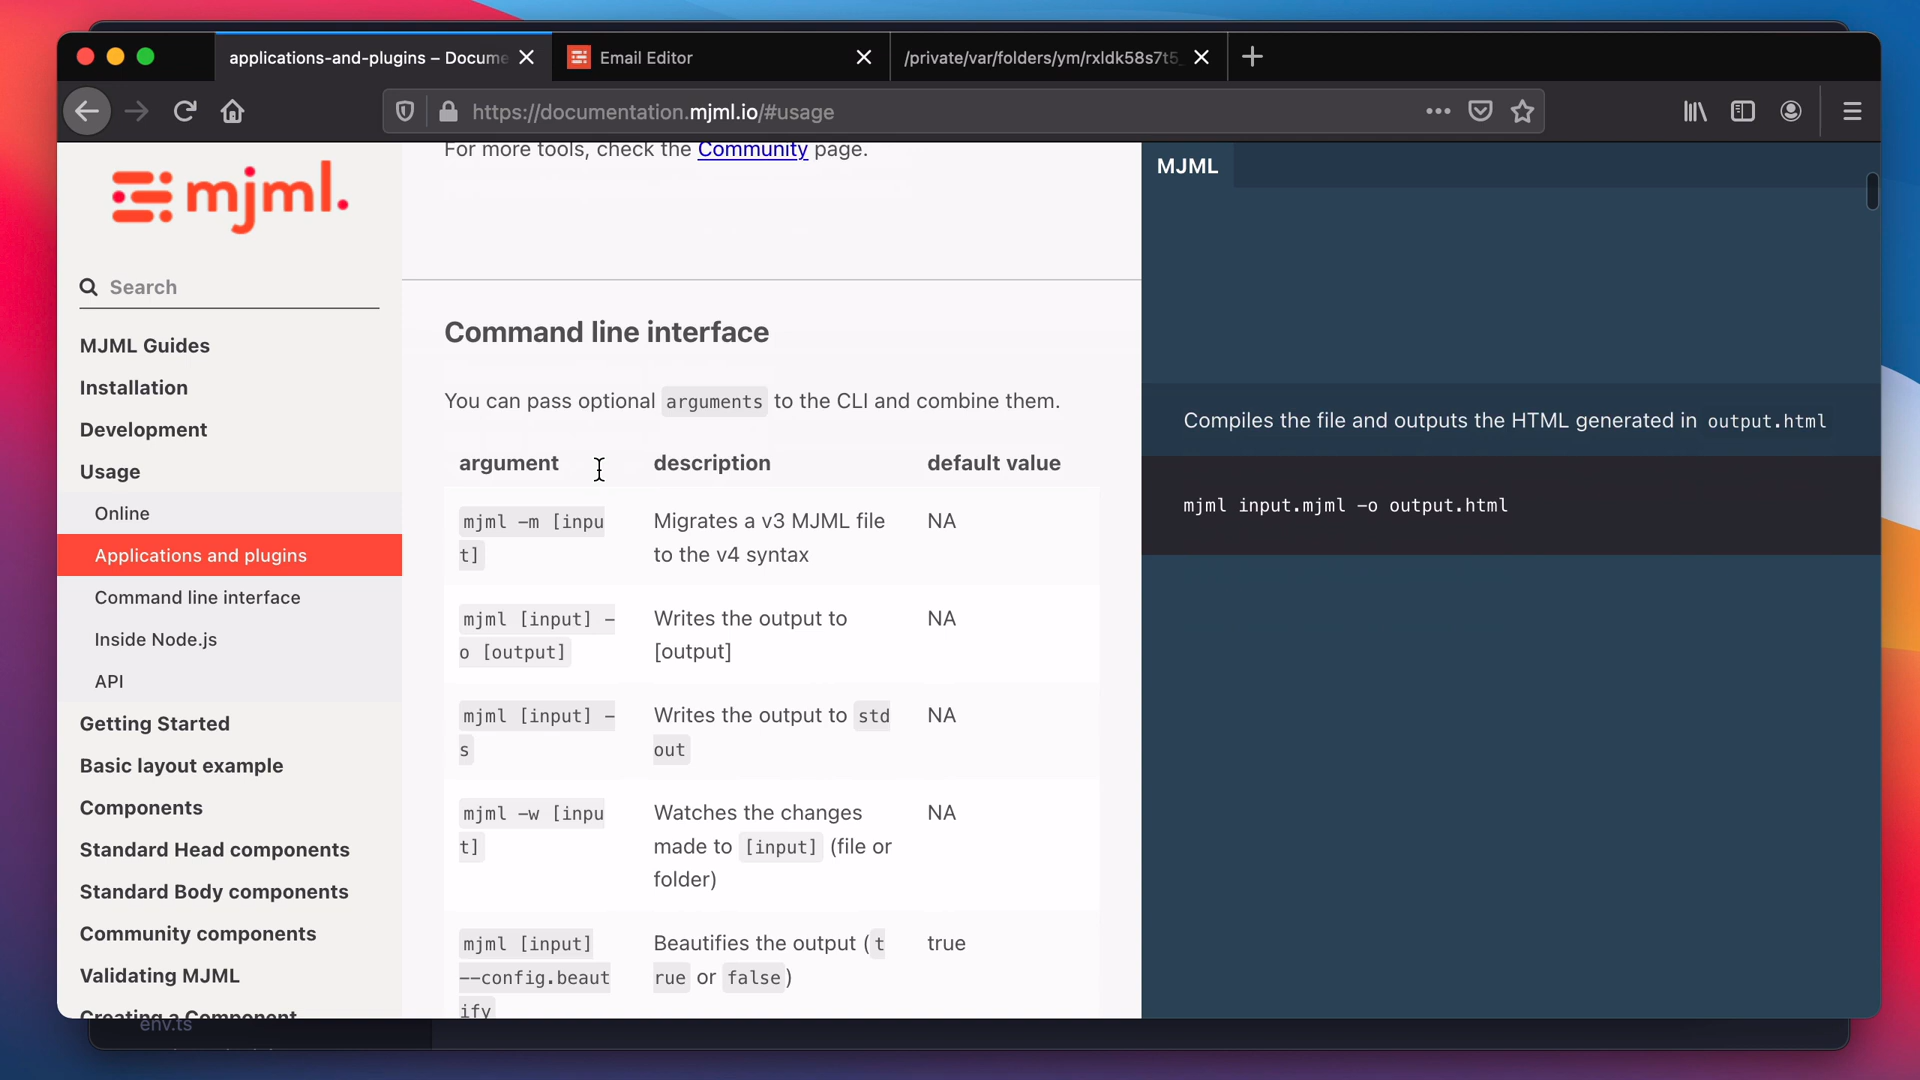 applications-and-plugins – Docume
Email Editor
/private/var/folders/ym/rxldk58s7t5_
https://documentation.mjml.io/#usage
mjml.
Search
MJML Guides
Installation
Development
Usage
Online
Applications and plugins
Command line interface
Inside Node.js
API
Getting Started
Basic layout example
Components
Standard Head components
Standard Body components
Community components
Validating MJML
Creating a Component
env.ts
For more tools, check the Community page.
Command line interface
You can pass optional arguments to the CLI and combine them.
argument description default value
mjml -m [inpu Migrates a v3 MJML file NA
t] to the v4 syntax
mjml [input] - Writes the output to NA
o [output] [output]
mjml [input] - Writes the output to std NA
s out
mjml -w [inpu Watches the changes NA
t] made to [input] (file or
folder)
mjml [input] Beautifies the output (t true
--config.beaut rue or false)
ify
MJML
Compiles the file and outputs the HTML generated in output.html
mjml input.mjml -o output.html